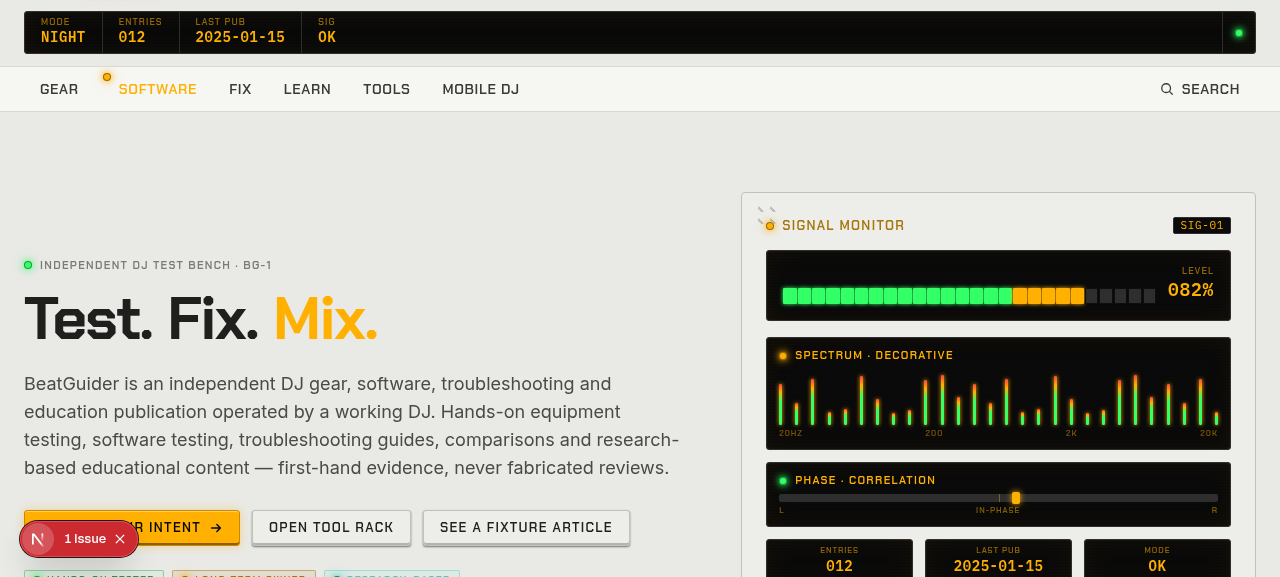 MODE
NIGHT
ENTRIES
012
LAST PUB
2025-01-15
SIG
OK
GEAR
SOFTWARE
FIX
LEARN
TOOLS
MOBILE DJ
SEARCH
INDEPENDENT DJ TEST BENCH · BG-1
Test. Fix. Mix.
BeatGuider is an independent DJ gear, software, troubleshooting and
education publication operated by a working DJ. Hands-on equipment
testing, software testing, troubleshooting guides, comparisons and research-
based educational content — first-hand evidence, never fabricated reviews.
INTENT →
OPEN TOOL RACK
SEE A FIXTURE ARTICLE
N
1 Issue
SIGNAL MONITOR
SIG-01
LEVEL
082%
SPECTRUM · DECORATIVE
20HZ
200
2K
20K
PHASE · CORRELATION
L
IN-PHASE
R
ENTRIES
012
LAST PUB
2025-01-15
MODE
OK